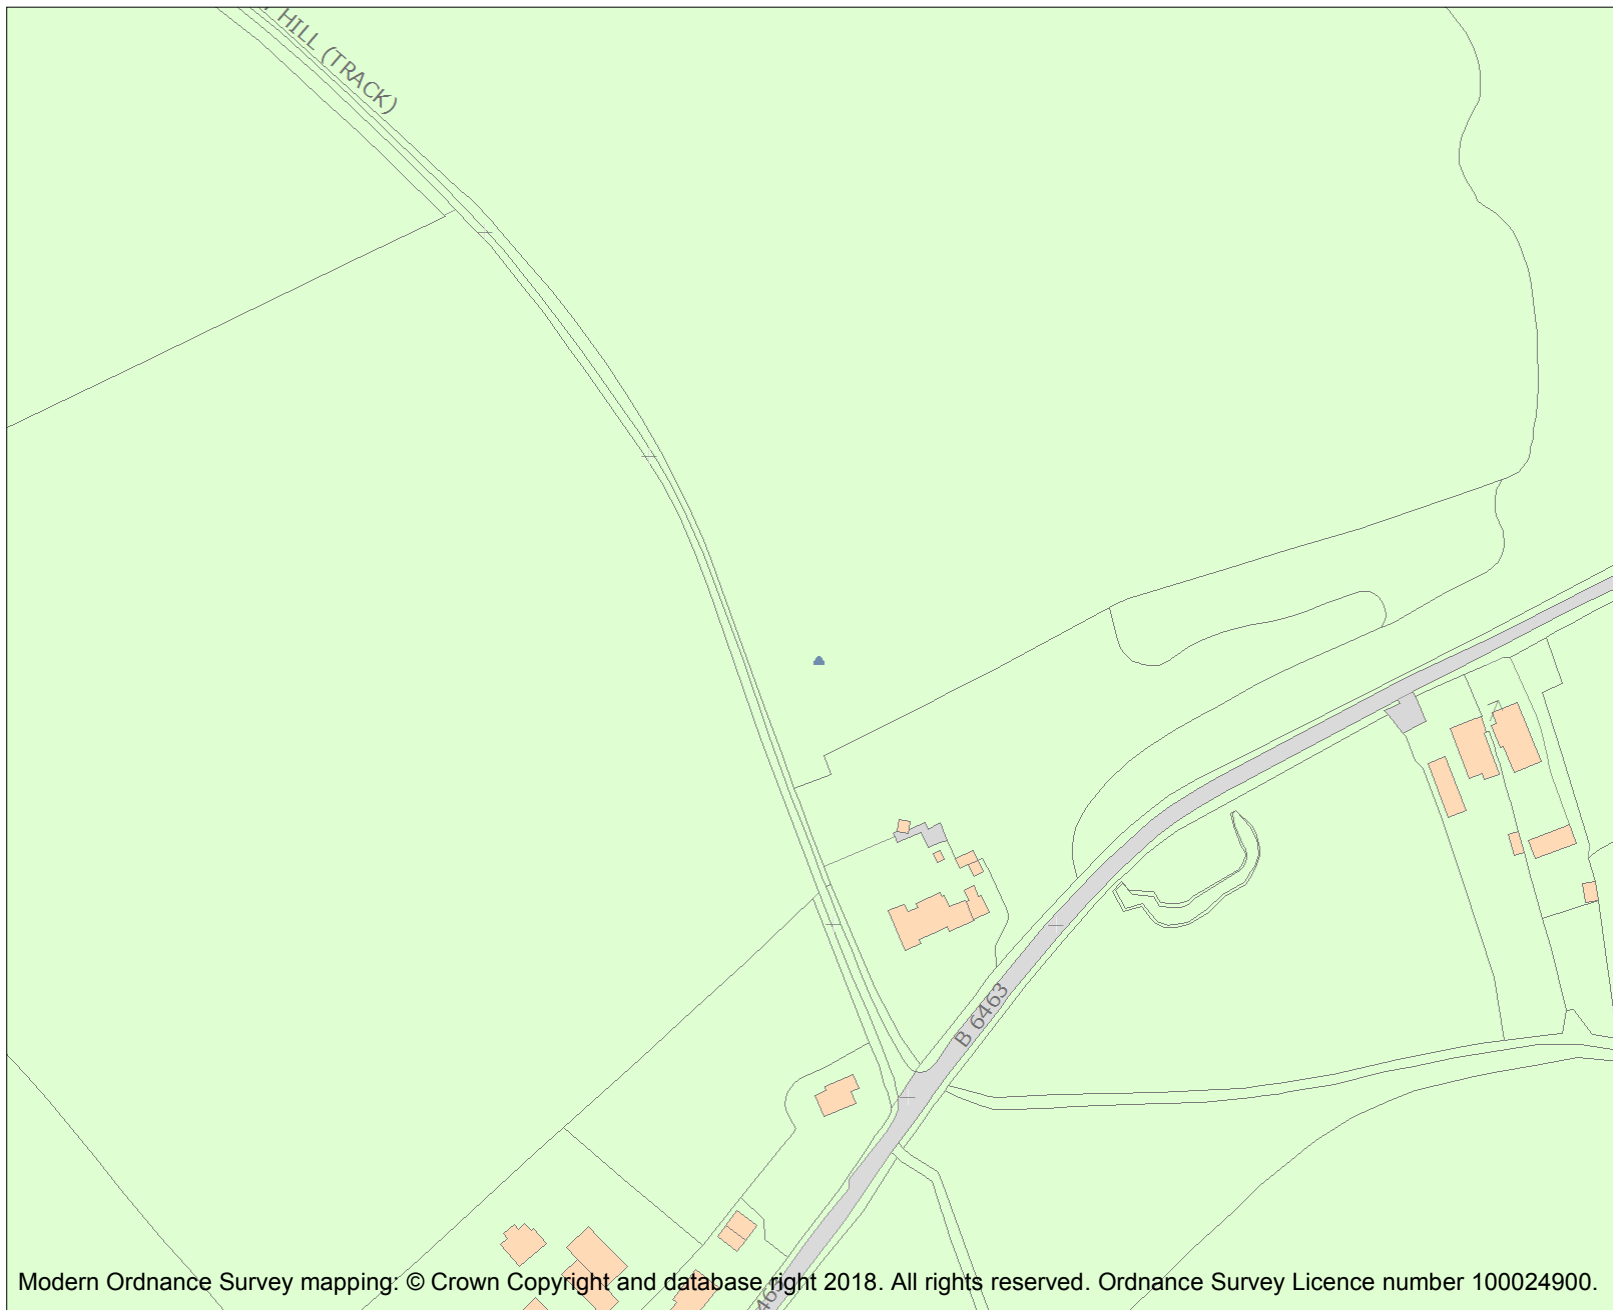 HILL (TRACK)
B 6463
Modern Ordnance Survey mapping: © Crown Copyright and database right 2018. All rights reserved. Ordnance Survey Licence number 100024900.